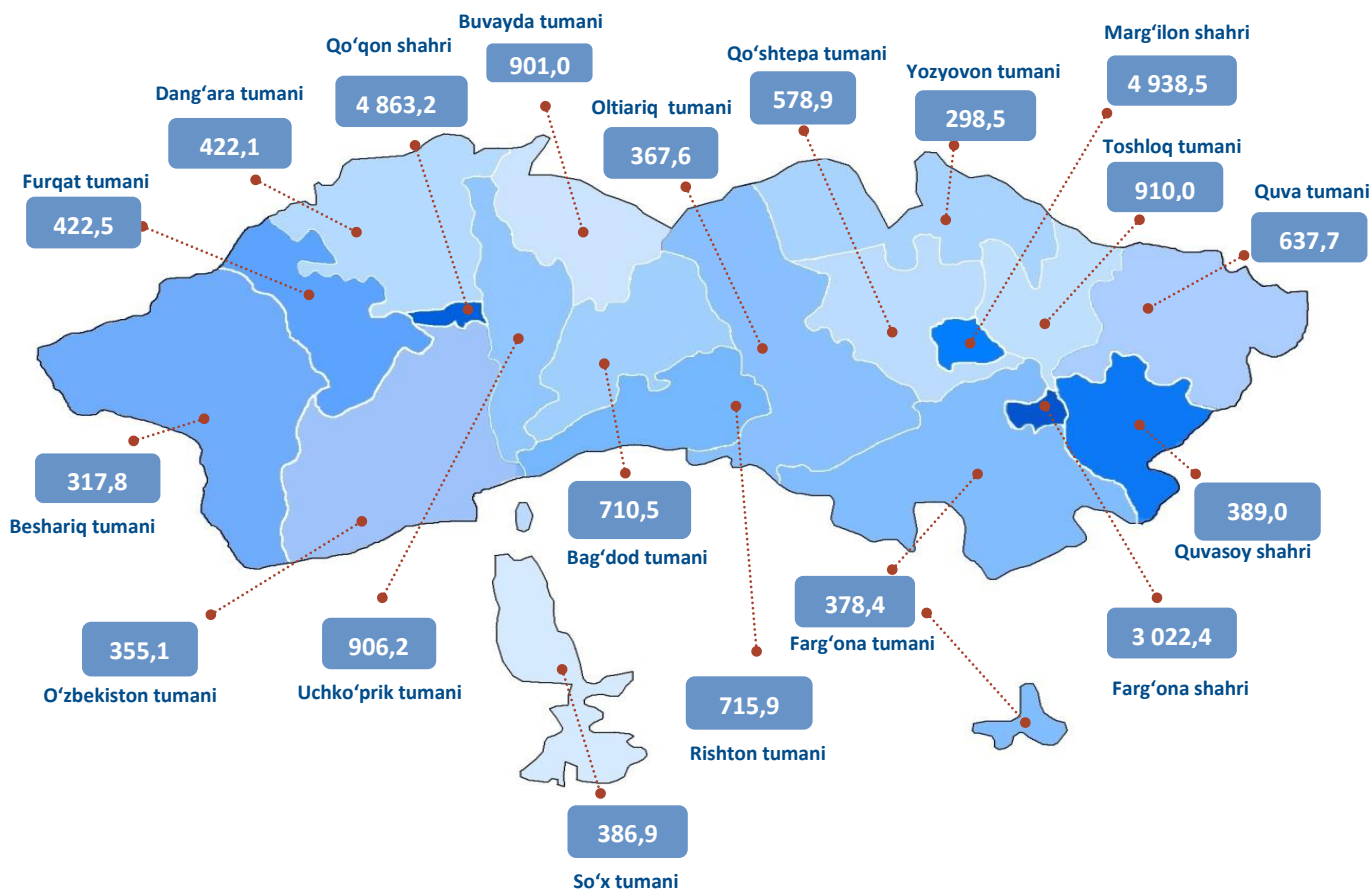 Buvayda tumani
901,0
Qo‘qon shahri
4 863,2
Dang‘ara tumani
422,1
Furqat tumani
422,5
Oltiariq tumani
367,6
Qo‘shtepa tumani
578,9
Yozyovon tumani
298,5
Marg‘ilon shahri
4 938,5
Toshloq tumani
910,0
Quva tumani
637,7
317,8
Beshariq tumani
355,1
O‘zbekiston tumani
906,2
Uchko‘prik tumani
710,5
Bag‘dod tumani
715,9
Rishton tumani
386,9
So‘x tumani
378,4
Farg‘ona tumani
3 022,4
Farg‘ona shahri
389,0
Quvasoy shahri